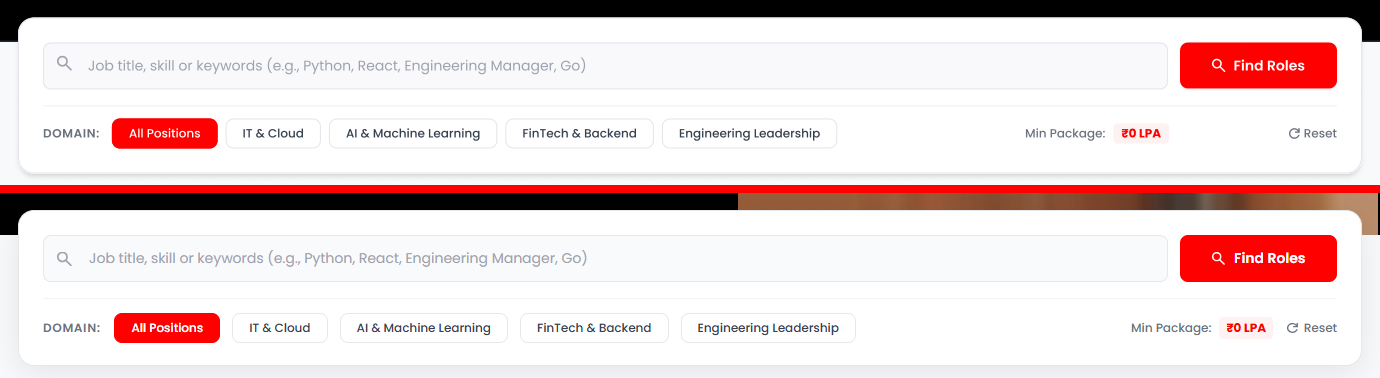 Job title, skill or keywords (e.g., Python, React, Engineering Manager, Go)
Find Roles
DOMAIN: All Positions IT & Cloud AI & Machine Learning FinTech & Backend Engineering Leadership Min Package: ₹0 LPA Reset
Job title, skill or keywords (e.g., Python, React, Engineering Manager, Go)
Find Roles
DOMAIN: All Positions IT & Cloud AI & Machine Learning FinTech & Backend Engineering Leadership Min Package: ₹0 LPA Reset